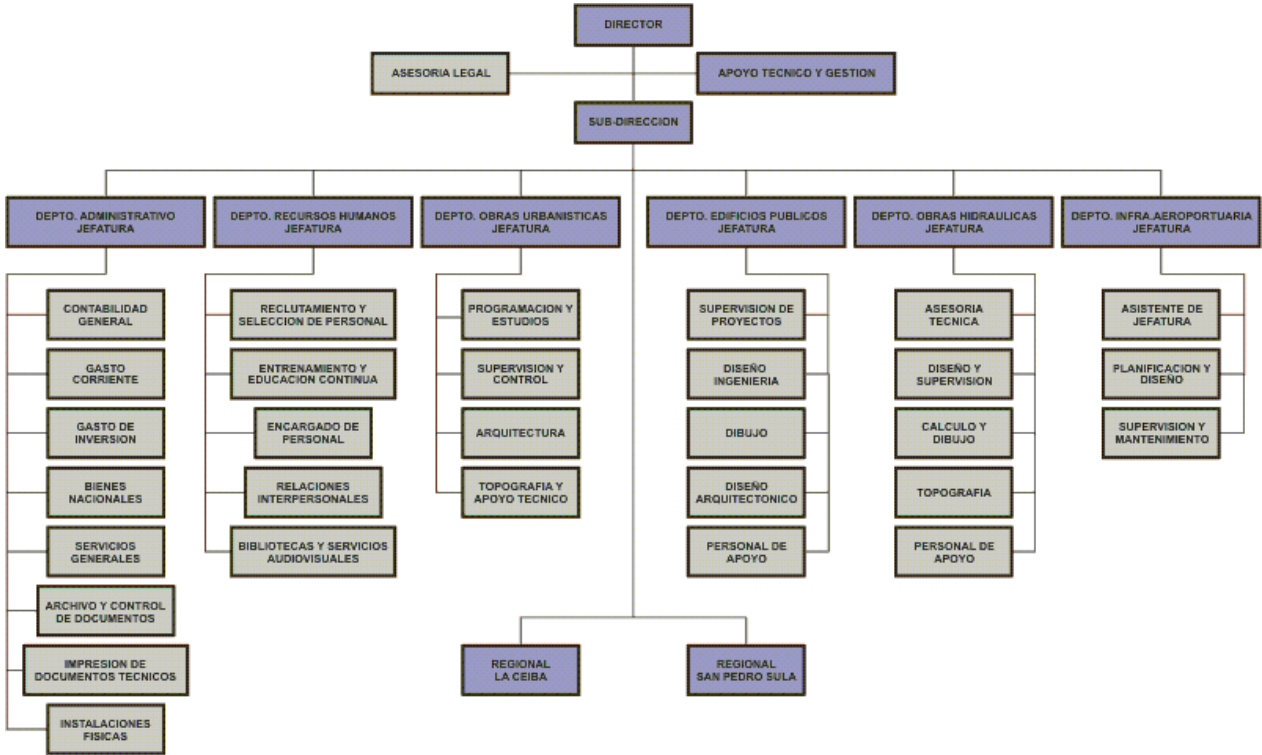 DIRECTOR
ASESORIA LEGAL
APOYO TECNICO Y GESTION
SUB-DIRECCION
DEPTO. ADMINISTRATIVO
JEFATURA
DEPTO. RECURSOS HUMANOS
JEFATURA
DEPTO. OBRAS URBANISTICAS
JEFATURA
DEPTO. EDIFICIOS PUBLICOS
JEFATURA
DEPTO. OBRAS HIDRAULICAS
JEFATURA
DEPTO. INFRA.AEROPORTUARIA
JEFATURA
CONTABILIDAD
GENERAL
GASTO
CORRIENTE
GASTO DE
INVERSION
BIENES
NACIONALES
SERVICIOS
GENERALES
ARCHIVO Y CONTROL
DE DOCUMENTOS
IMPRESION DE
DOCUMENTOS TECNICOS
INSTALACIONES
FISICAS
RECLUTAMIENTO Y
SELECCION DE PERSONAL
ENTRENAMIENTO Y
EDUCACION CONTINUA
ENCARGADO DE
PERSONAL
RELACIONES
INTERPERSONALES
BIBLIOTECAS Y SERVICIOS
AUDIOVISUALES
PROGRAMACION Y
ESTUDIOS
SUPERVISION Y
CONTROL
ARQUITECTURA
TOPOGRAFIA Y
APOYO TECNICO
SUPERVISION DE
PROYECTOS
DISEÑO
INGENIERIA
DIBUJO
DISEÑO
ARQUITECTONICO
PERSONAL DE
APOYO
ASESORIA
TECNICA
DISEÑO Y
SUPERVISION
CALCULO Y
DIBUJO
TOPOGRAFIA
PERSONAL DE
APOYO
ASISTENTE DE
JEFATURA
PLANIFICACION Y
DISEÑO
SUPERVISION Y
MANTENIMIENTO
REGIONAL
LA CEIBA
REGIONAL
SAN PEDRO SULA